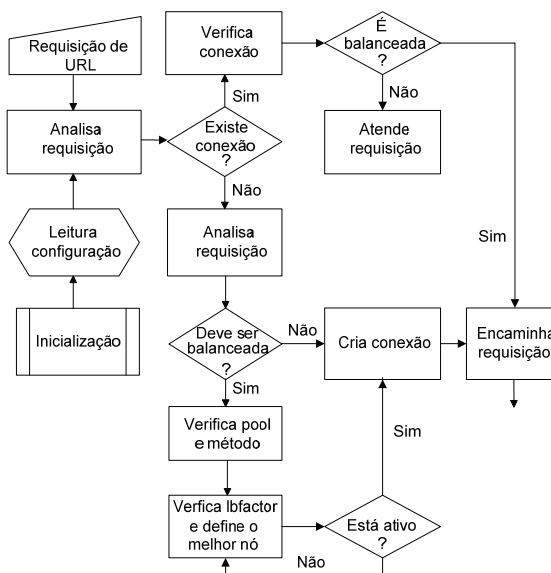 Requisição de
URL
Verifica
conexão
É
balanceada
?
Sim
Não
Analisa
requisição
Existe
conexão
?
Atende
requisição
Não
Leitura
configuração
Analisa
requisição
Sim
Inicialização
Deve ser
balanceada
?
Não
Cria conexão
Encaminha
requisição
Sim
Verifica pool
e método
Sim
Verfica lbfactor
e define o
melhor nó
Está ativo
?
Não